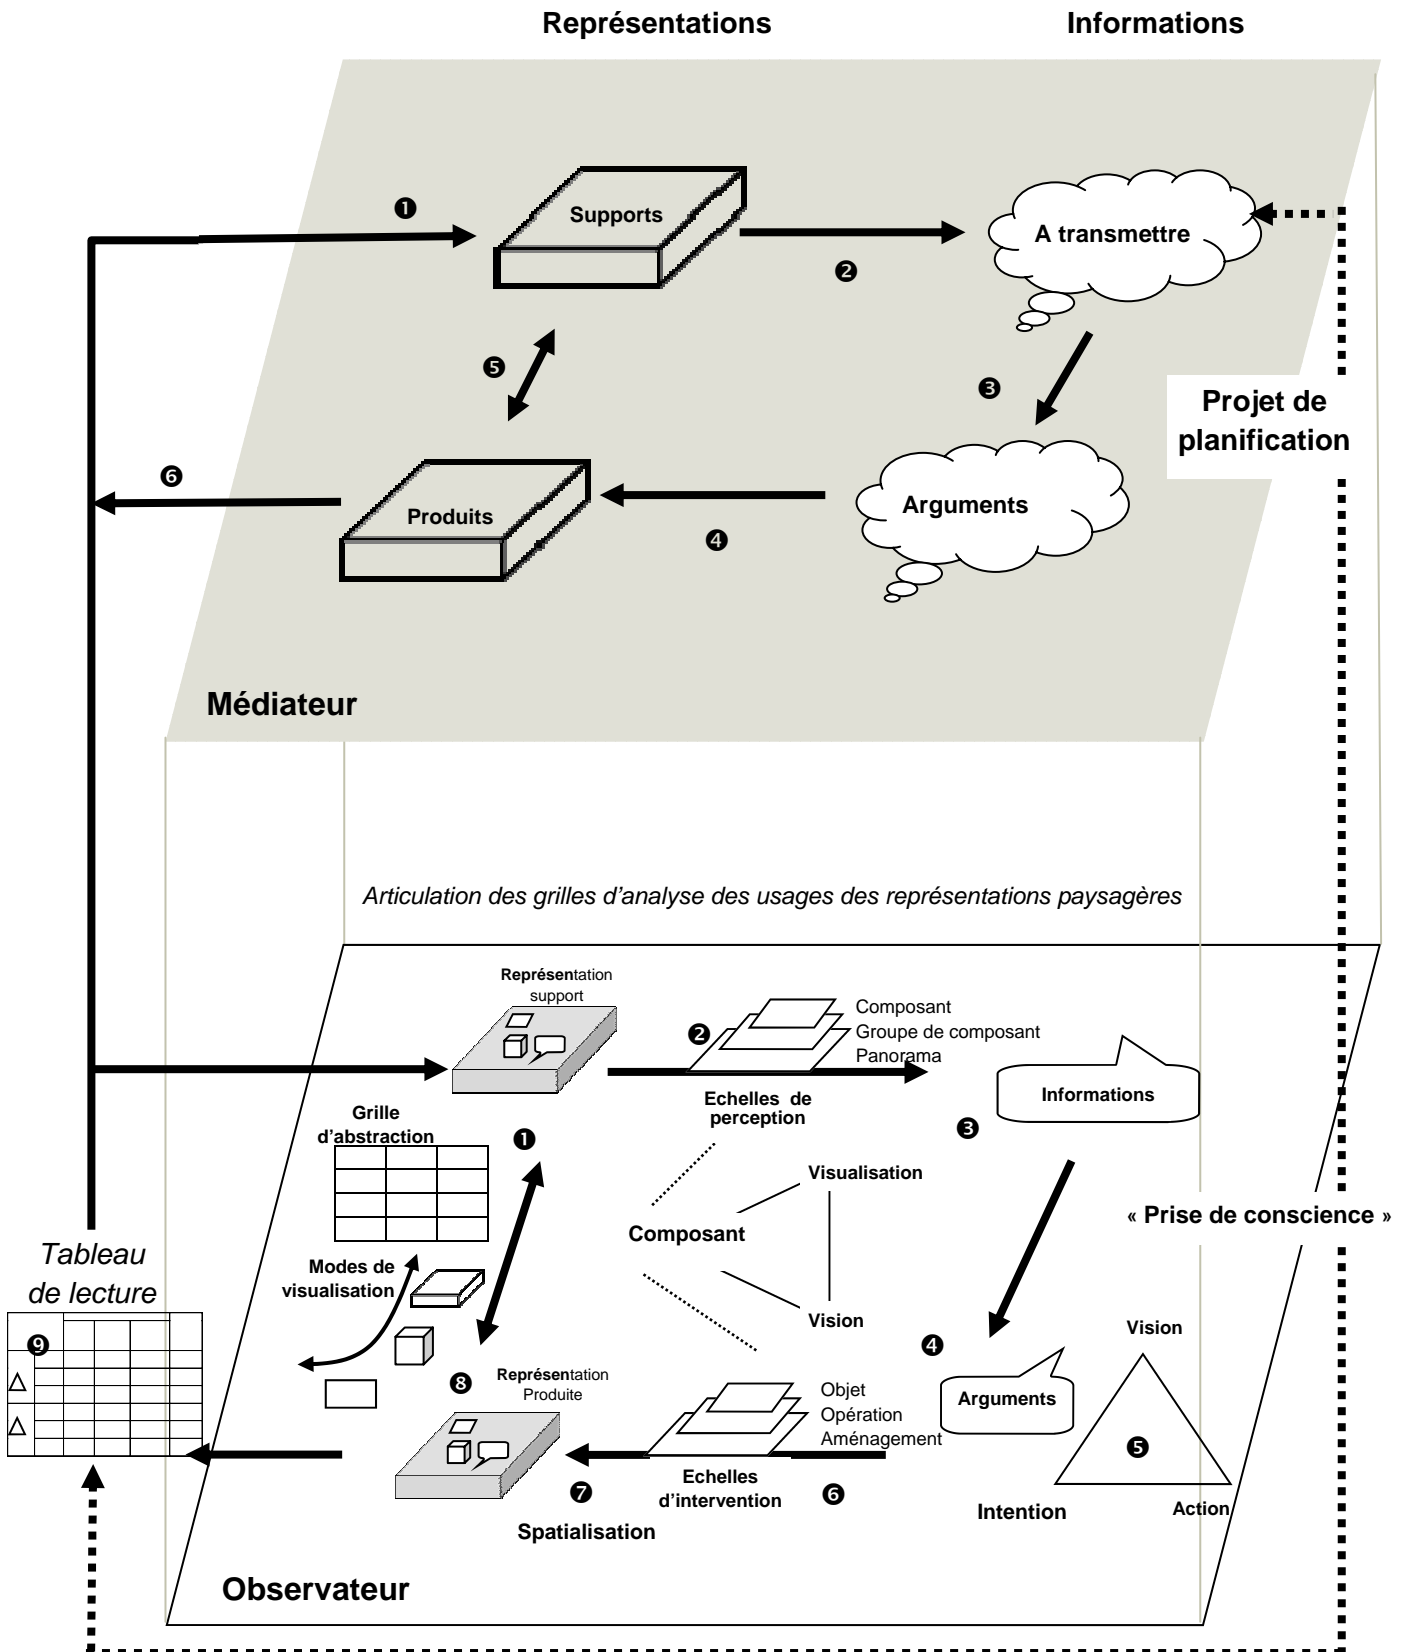 Représentations
Informations
❶
Supports
❷
A transmettre
❺
❸
Projet de
planification
❻
Produits
❹
Arguments
Médiateur
Articulation des grilles d'analyse des usages des représentations paysagères
Représentation
support
❷
Composant
Groupe de composant
Panorama
Echelles de
perception
Informations
❸
Grille
d'abstraction
❶
Visualisation
Composant
Vision
« Prise de conscience »
Tableau
de lecture
❾
Modes de
visualisation
❽
Représentation
Produite
Objet
Opération
Aménagement
❹
Arguments
Vision
❺
Intention
Action
Echelles
d'intervention
❻
❼
Spatialisation
Observateur